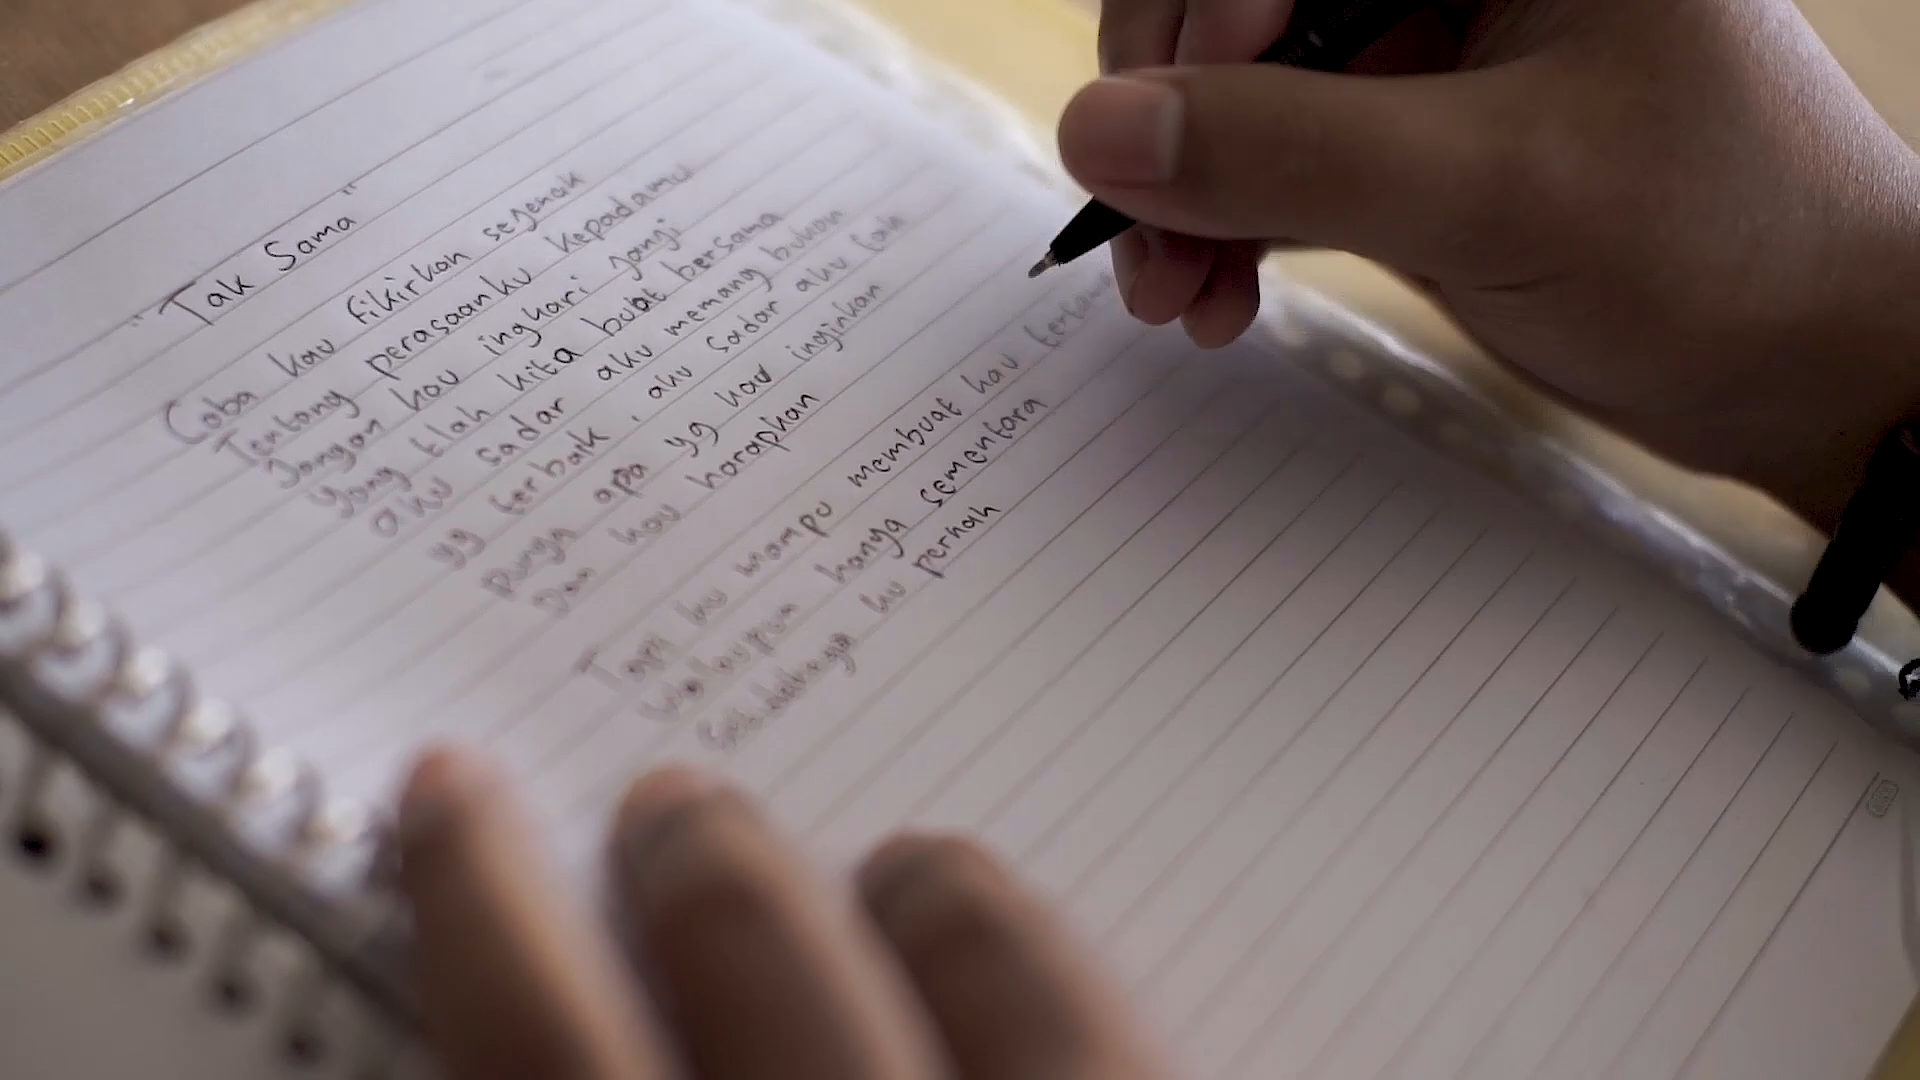 "Tak Sama"
Coba kau fikirkan sejenak
Tentang perasaanku kepadamu
Jangan kau ingkari janji
Yang tlah kita buat bersama
aku sadar aku memang bukan
yg terbaik, aku sadar aku tak
punya apa yg kau inginkan
Dan kau harapkan
Tapi ku mampu membuat kau
walaupun hanya sementara
ku pernah